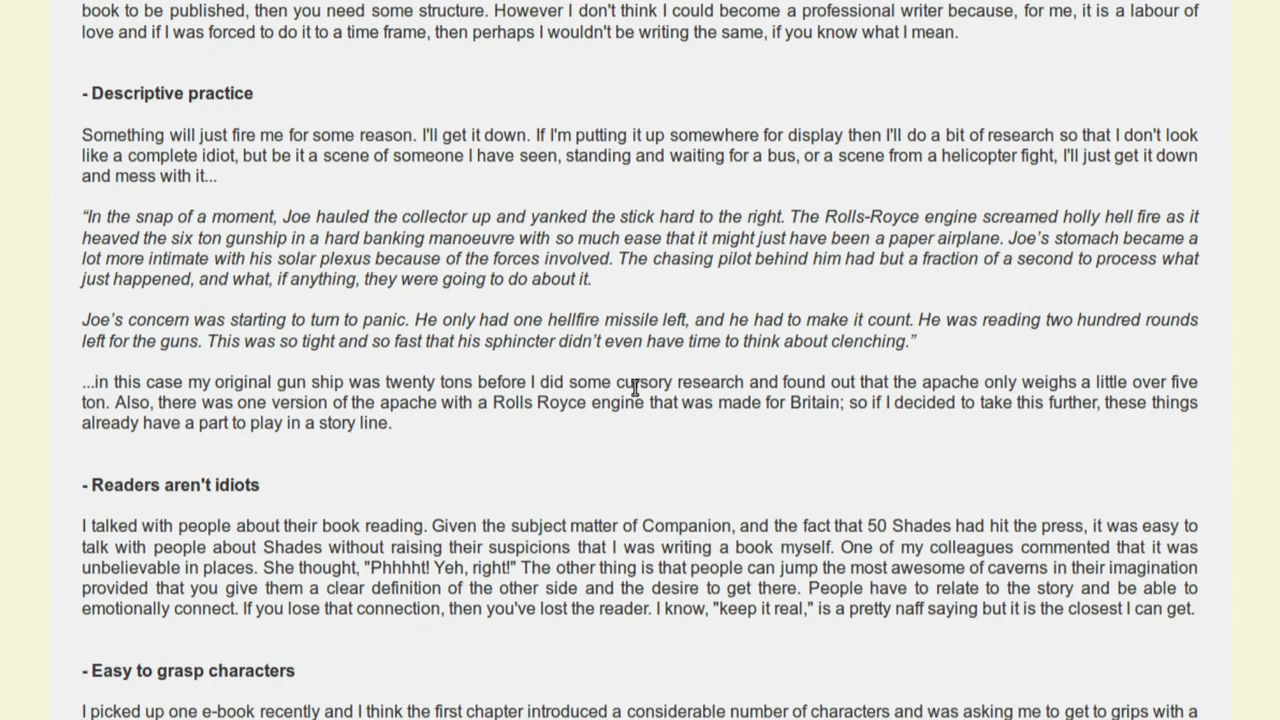 book to be published, then you need some structure. However I don't think I could become a professional writer because, for me, it is a labour of
love and if I was forced to do it to a time frame, then perhaps I wouldn't be writing the same, if you know what I mean.
- Descriptive practice
Something will just fire me for some reason. I'll get it down. If I'm putting it up somewhere for display then I'll do a bit of research so that I don't look
like a complete idiot, but be it a scene of someone I have seen, standing and waiting for a bus, or a scene from a helicopter fight, I'll just get it down
and mess with it...
“In the snap of a moment, Joe hauled the collector up and yanked the stick hard to the right. The Rolls-Royce engine screamed holly hell fire as it
heaved the six ton gunship in a hard banking manoeuvre with so much ease that it might just have been a paper airplane. Joe’s stomach became a
lot more intimate with his solar plexus because of the forces involved. The chasing pilot behind him had but a fraction of a second to process what
just happened, and what, if anything, they were going to do about it.
Joe’s concern was starting to turn to panic. He only had one hellfire missile left, and he had to make it count. He was reading two hundred rounds
left for the guns. This was so tight and so fast that his sphincter didn’t even have time to think about clenching.”
...in this case my original gun ship was twenty tons before I did some cursory research and found out that the apache only weighs a little over five
ton. Also, there was one version of the apache with a Rolls Royce engine that was made for Britain; so if I decided to take this further, these things
already have a part to play in a story line.
- Readers aren't idiots
I talked with people about their book reading. Given the subject matter of Companion, and the fact that 50 Shades had hit the press, it was easy to
talk with people about Shades without raising their suspicions that I was writing a book myself. One of my colleagues commented that it was
unbelievable in places. She thought, "Phhhht! Yeh, right!" The other thing is that people can jump the most awesome of caverns in their imagination
provided that you give them a clear definition of the other side and the desire to get there. People have to relate to the story and be able to
emotionally connect. If you lose that connection, then you've lost the reader. I know, "keep it real," is a pretty naff saying but it is the closest I can get.
- Easy to grasp characters
I picked up one e-book recently and I think the first chapter introduced a considerable number of characters and was asking me to get to grips with a